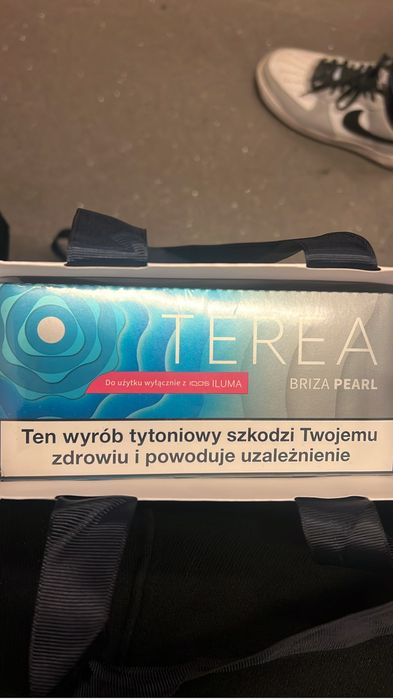 TEREA
Do użytku wyłącznie z IQOS ILUMA
BRIZA PEARL
Ten wyrób tytoniowy szkodzi Twojemu
zdrowiu i powoduje uzależnienie